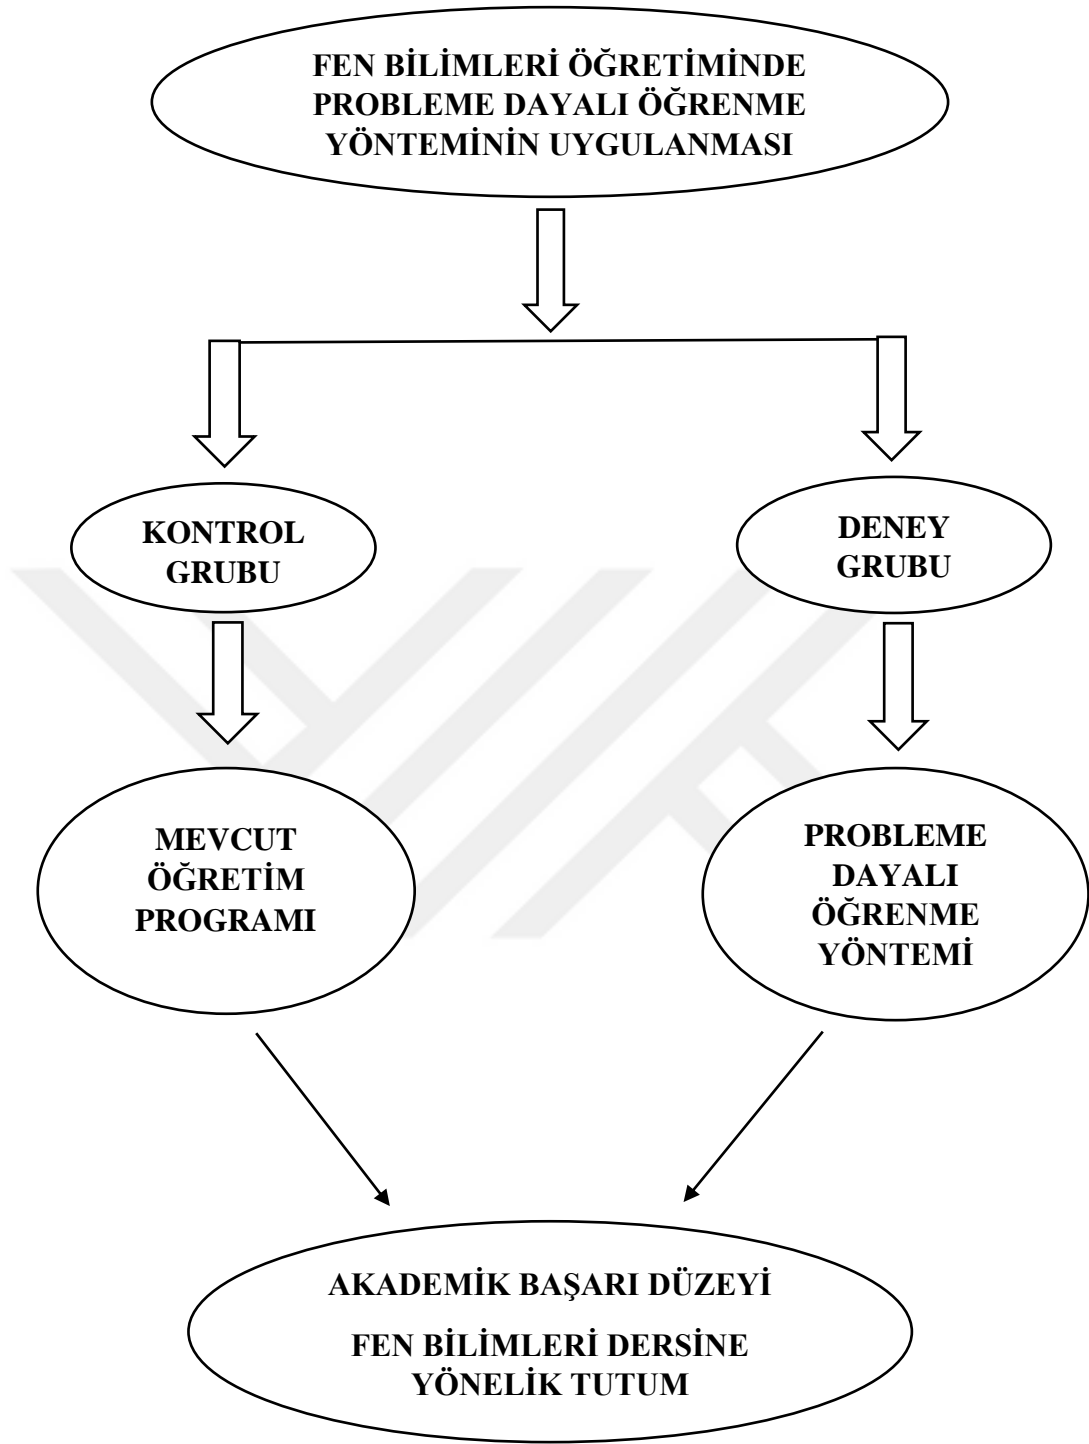 FEN BİLİMLERİ ÖĞRETİMİNDE
PROBLEME DAYALI ÖĞRENME
YÖNTEMİNİN UYGULANMASI
KONTROL
GRUBU
DENEY
GRUBU
MEVCUT
ÖĞRETİM
PROGRAMI
PROBLEME
DAYALI
ÖĞRENME
YÖNTEMİ
AKADEMİK BAŞARI DÜZEYİ
FEN BİLİMLERİ DERSİNE
YÖNELİK TUTUM